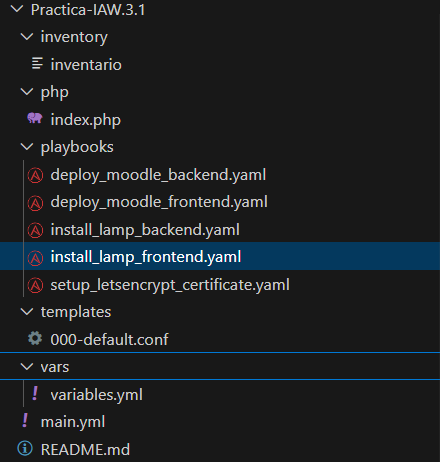 Practica-IAW.3.1
inventory
inventario
php
index.php
playbooks
deploy_moodle_backend.yaml
deploy_moodle_frontend.yaml
install_lamp_backend.yaml
install_lamp_frontend.yaml
setup_letsencrypt_certificate.yaml
templates
000-default.conf
vars
variables.yml
main.yml
README.md